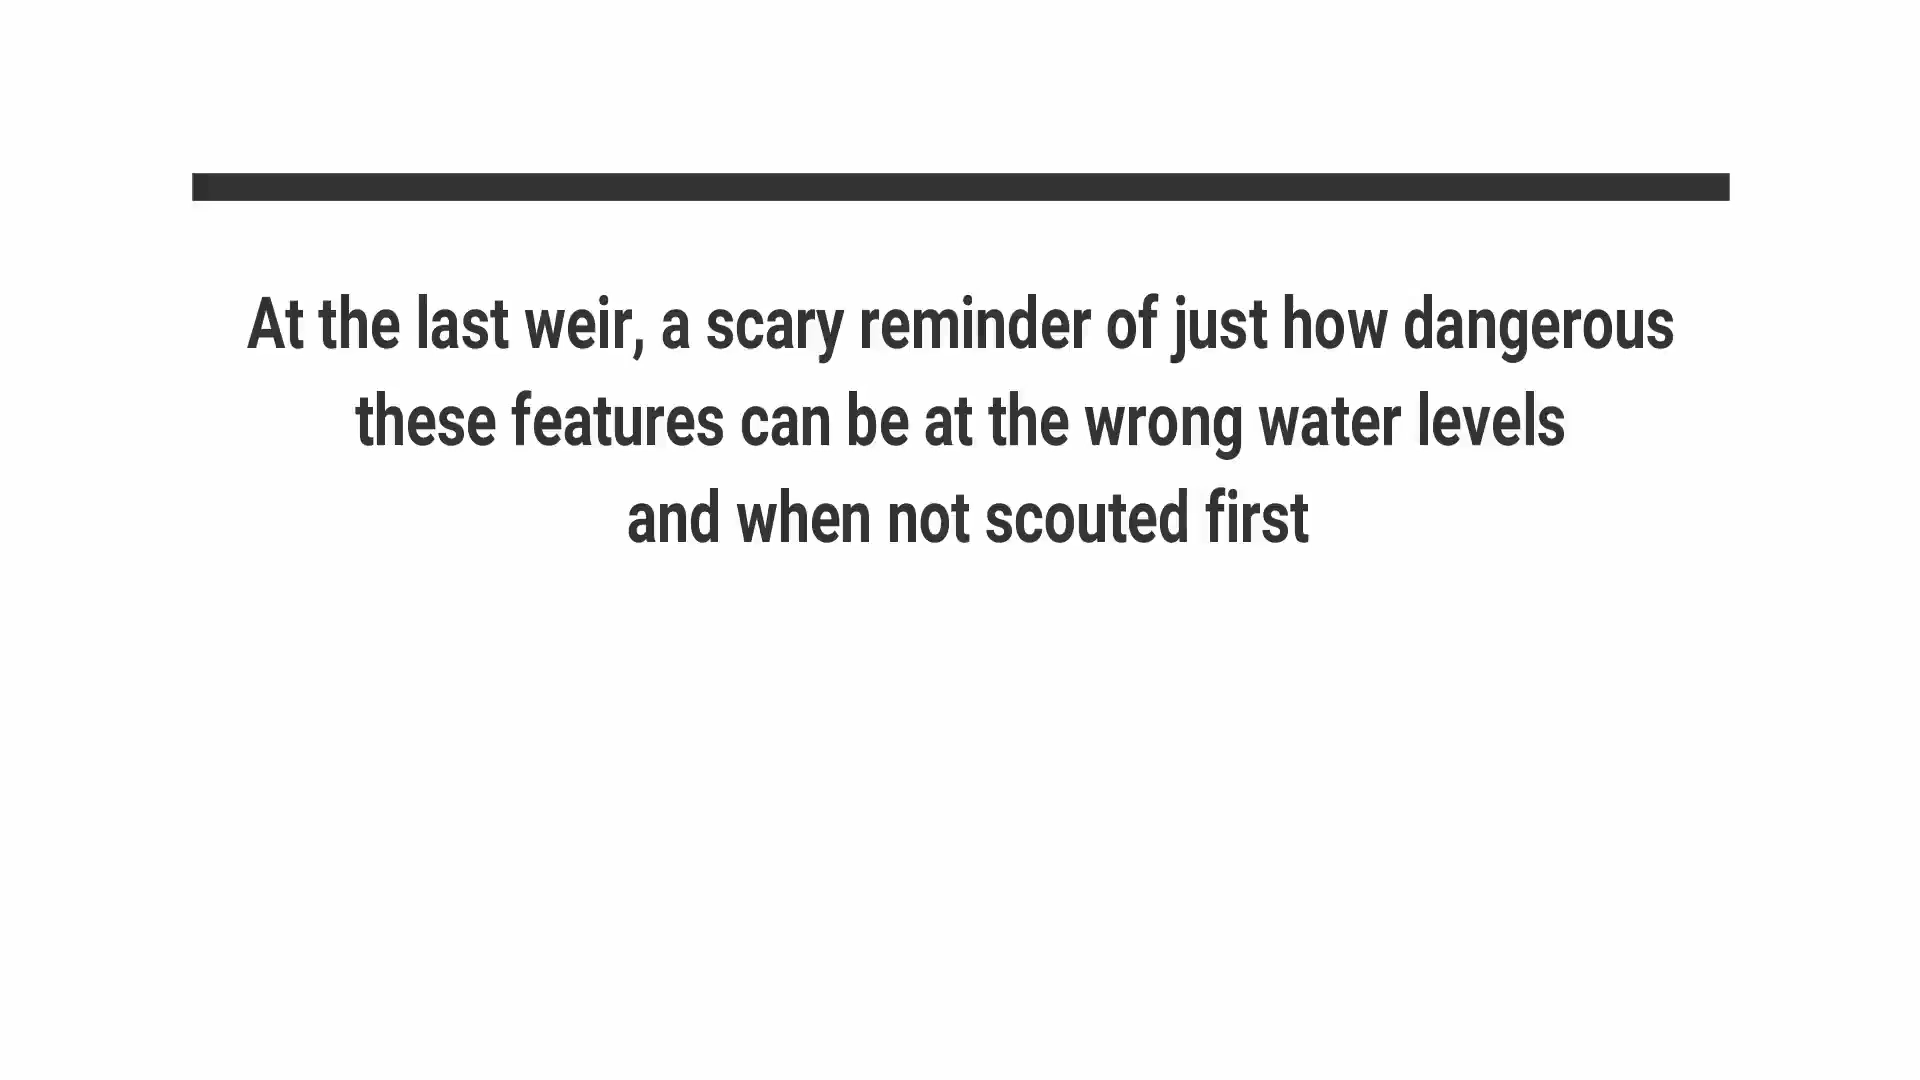 At the last weir, a scary reminder of just how dangerous
these features can be at the wrong water levels
and when not scouted first